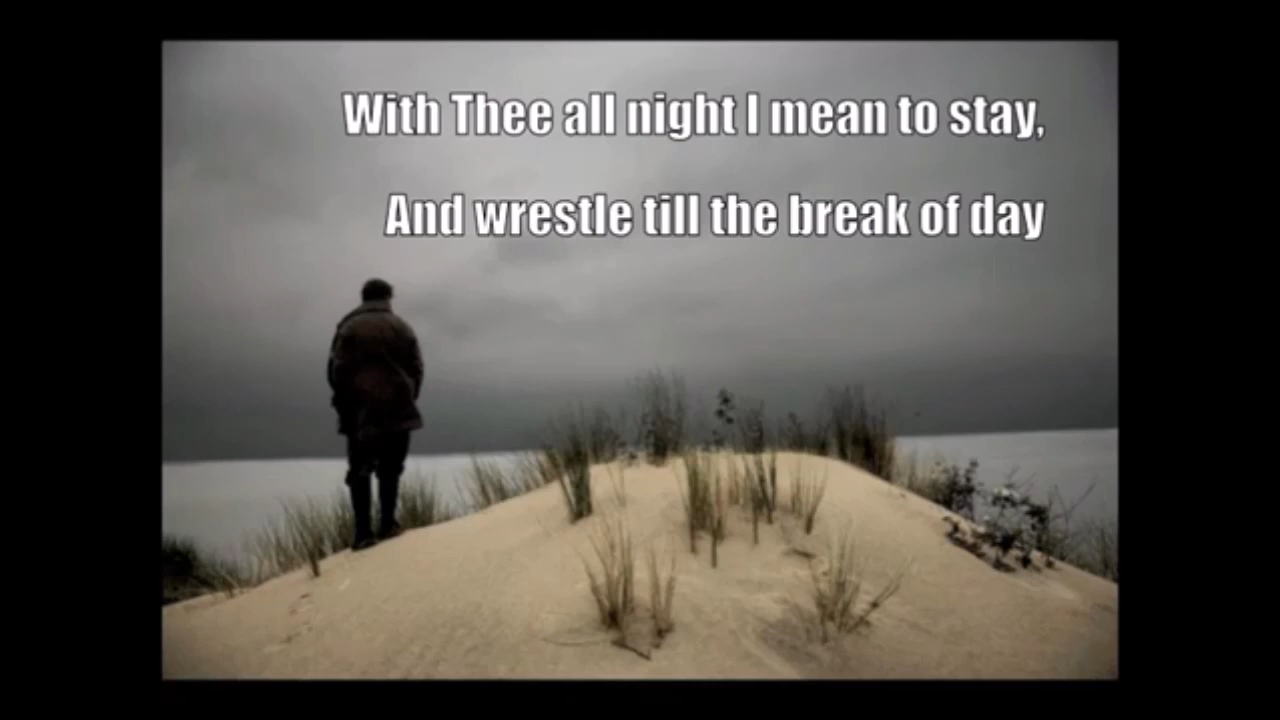 With Thee all night I mean to stay,
And wrestle till the break of day